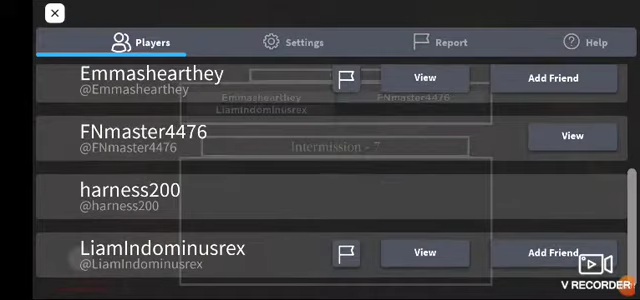 Players Settings Report Help
Emmashearthey
@Emmashearthey
View Add Friend
Emmashearthey FNmaster4476
LiamIndominusrex
FNmaster4476
@FNmaster4476
View
Intermission - 7
harness200
@harness200
LiamIndominusrex
@LiamIndominusrex
View Add Friend
V RECORDER